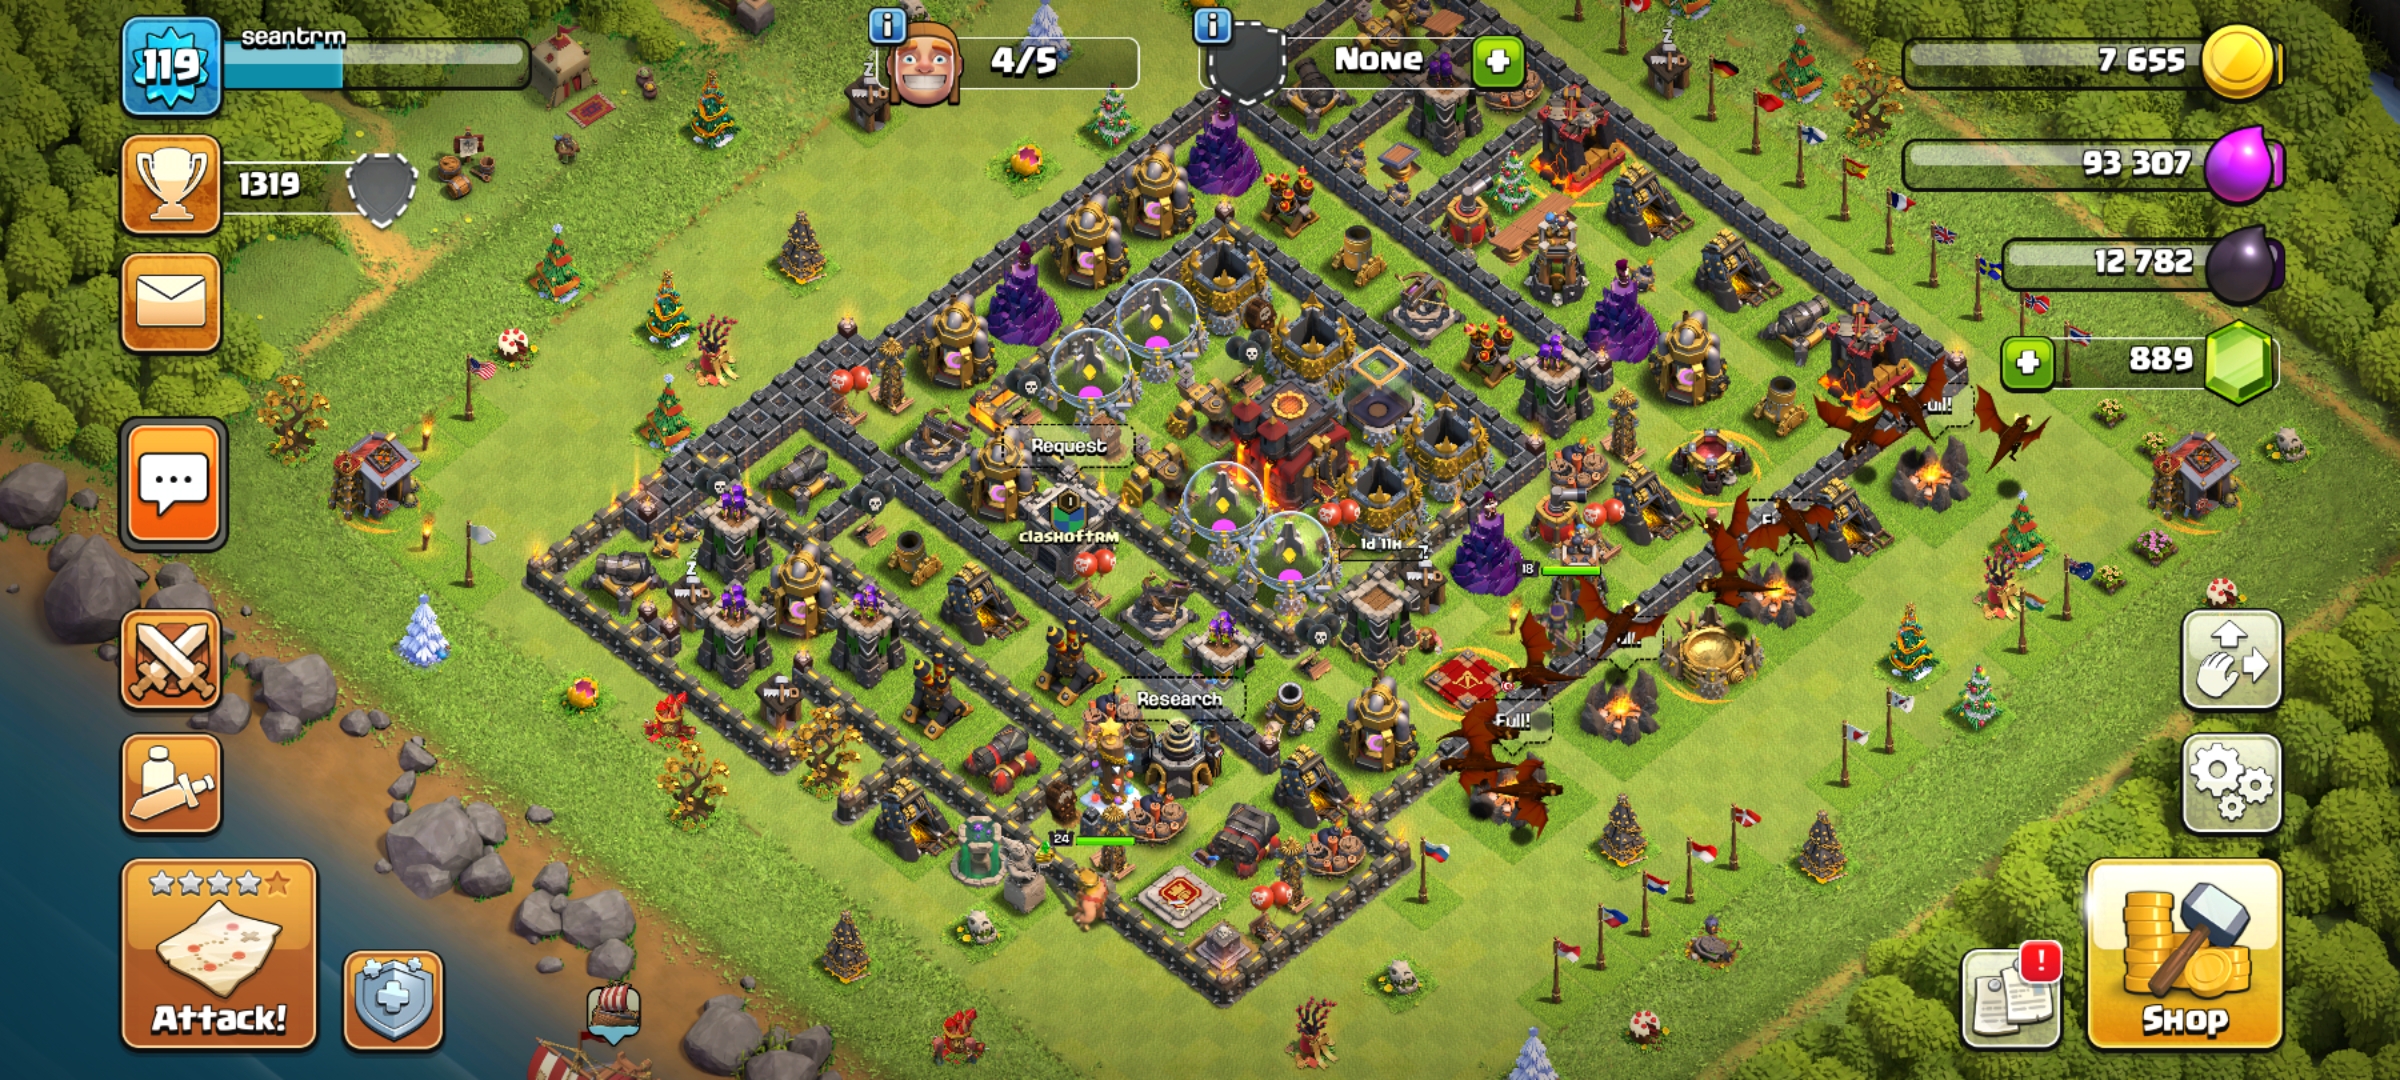 119
seantrm
4/5
None
7 655
1319
93 307
12 782
889
ull!
Request
clashoftrm
1d 11H
18
Research
Full!
24
Attack!
!
Shop